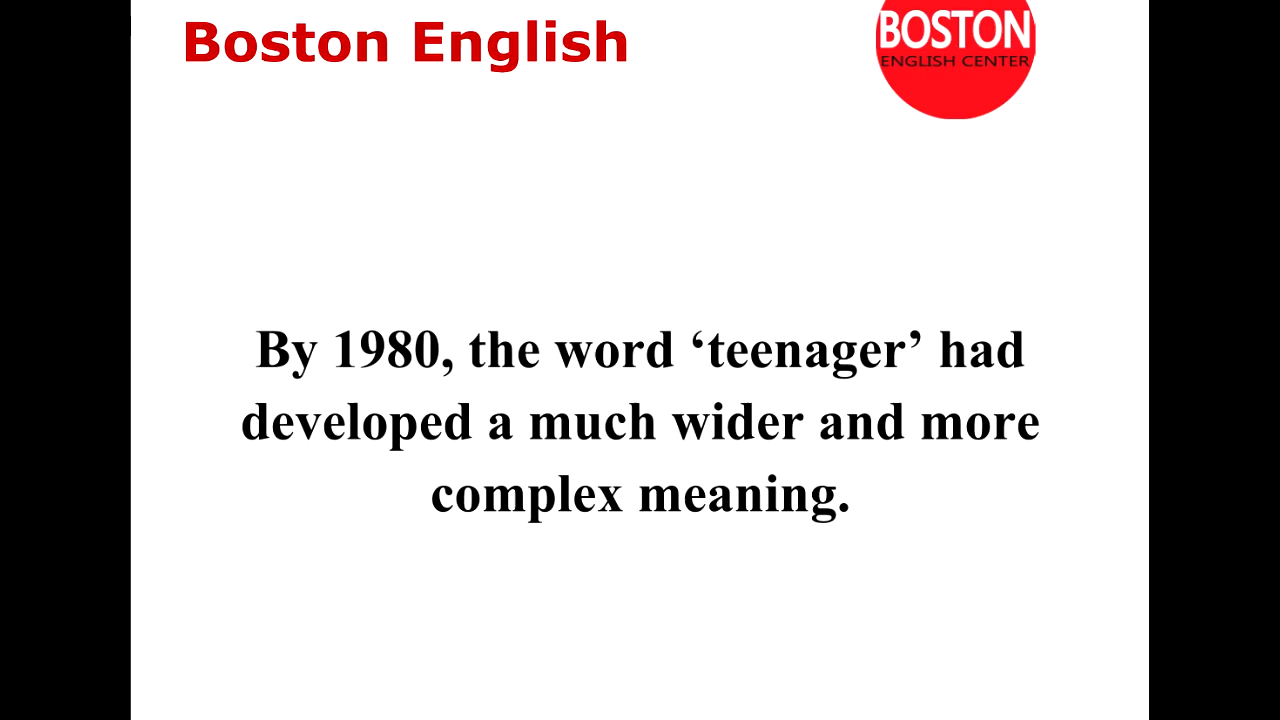 Boston English
BOSTON
ENGLISH CENTER
By 1980, the word ‘teenager’ had
developed a much wider and more
complex meaning.